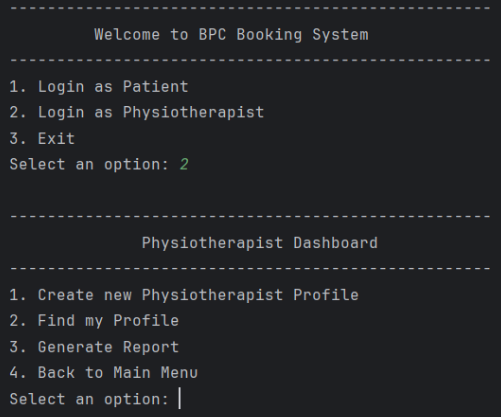 ---------------------------------------------------
Welcome to BPC Booking System
---------------------------------------------------
1. Login as Patient
2. Login as Physiotherapist
3. Exit
Select an option: 2
---------------------------------------------------
Physiotherapist Dashboard
---------------------------------------------------
1. Create new Physiotherapist Profile
2. Find my Profile
3. Generate Report
4. Back to Main Menu
Select an option: